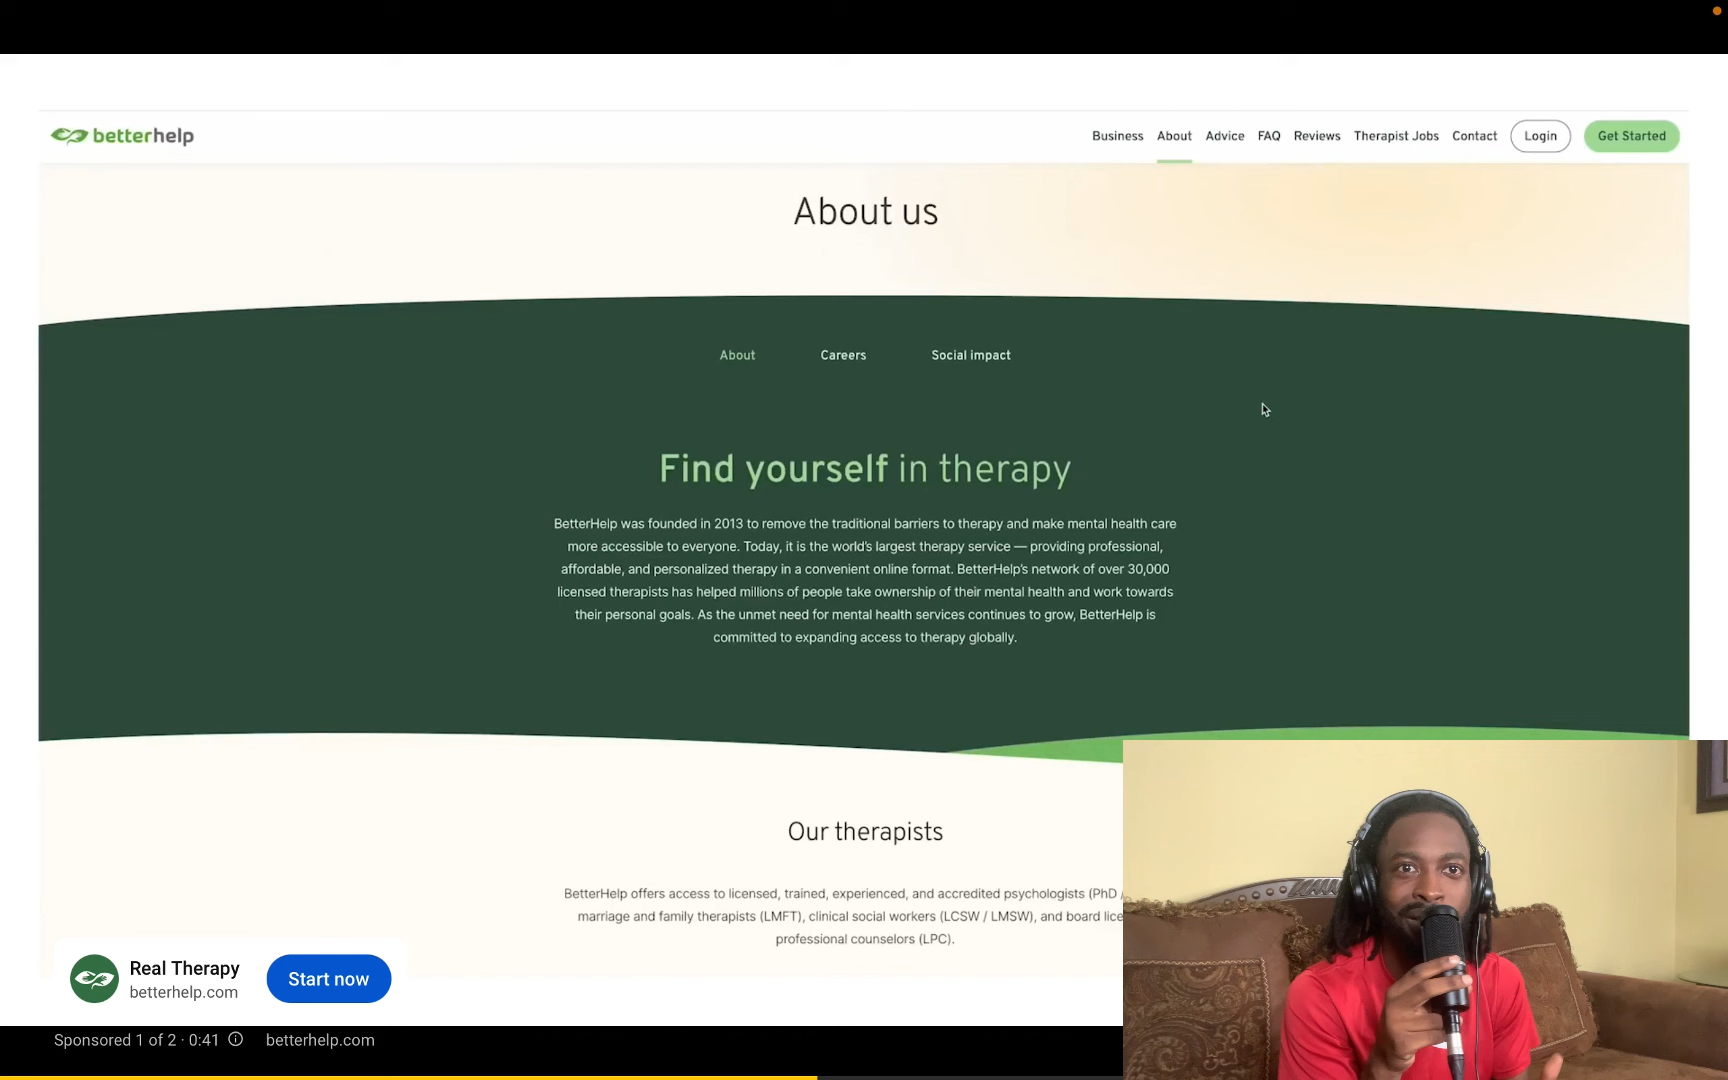 betterhelp
Business About Advice FAQ Reviews Therapist Jobs Contact Login Get Started
About us
About Careers Social impact
Find yourself in therapy
BetterHelp was founded in 2013 to remove the traditional barriers to therapy and make mental health care
more accessible to everyone. Today, it is the world's largest therapy service — providing professional,
affordable, and personalized therapy in a convenient online format. BetterHelp's network of over 30,000
licensed therapists has helped millions of people take ownership of their mental health and work towards
their personal goals. As the unmet need for mental health services continues to grow, BetterHelp is
committed to expanding access to therapy globally.
Our therapists
BetterHelp offers access to licensed, trained, experienced, and accredited psychologists (PhD /
marriage and family therapists (LMFT), clinical social workers (LCSW / LMSW), and board lice
professional counselors (LPC).
Real Therapy
betterhelp.com
Start now
Sponsored 1 of 2 · 0:41 betterhelp.com